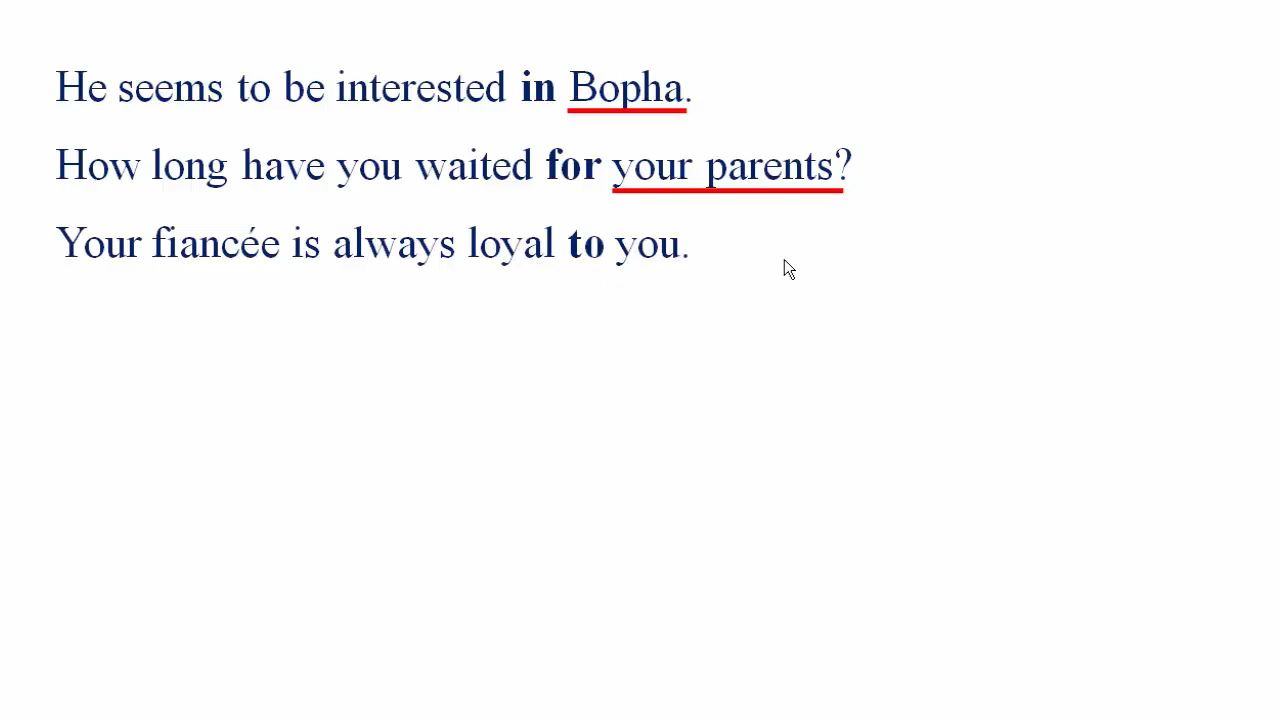 He seems to be interested in Bopha.
How long have you waited for your parents?
Your fiancée is always loyal to you.